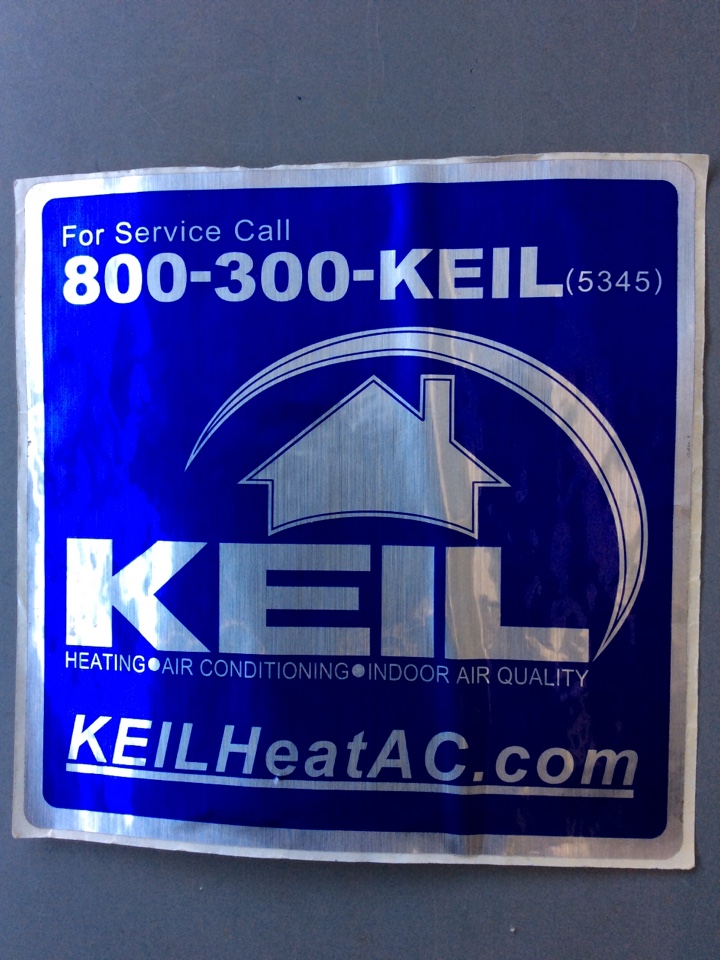 For Service Call
800-300-KEIL(5345)
KEIL
HEATING●AIR CONDITIONING●INDOOR AIR QUALITY
KEILHeatAC.com